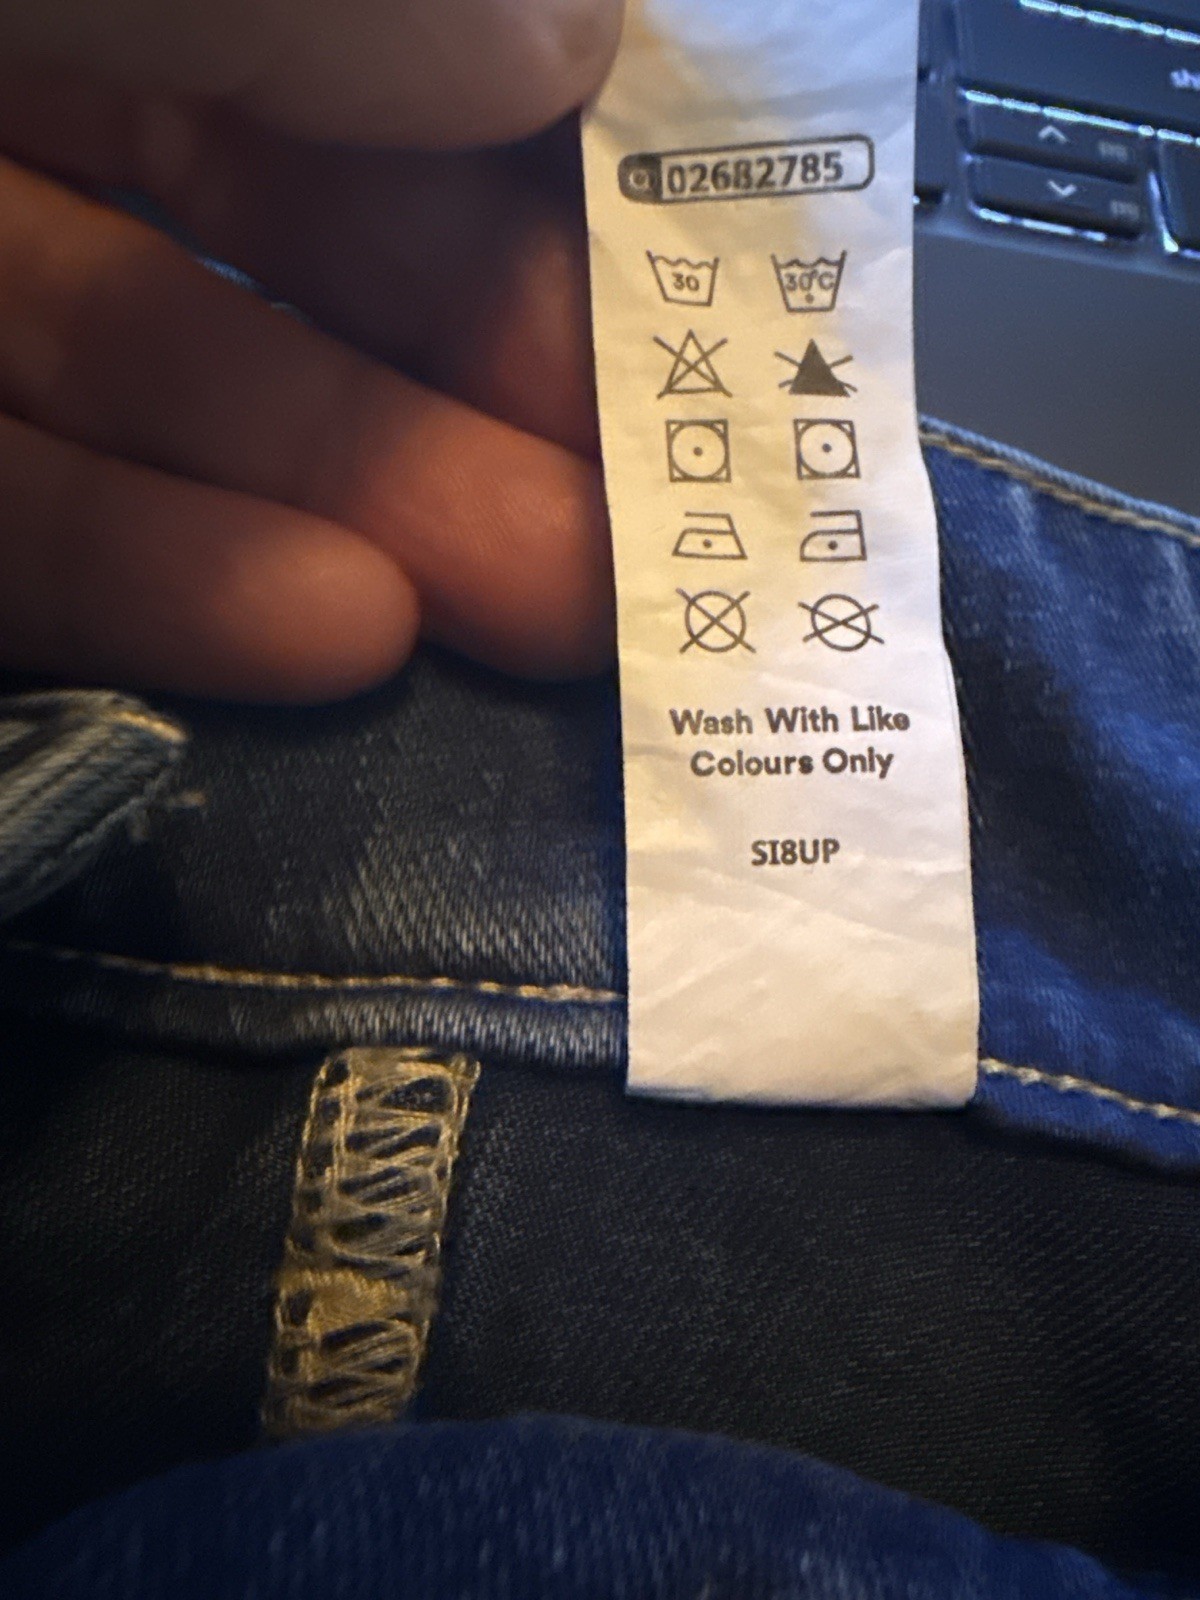 02682785
30 30°C
Wash With Like
Colours Only
SI8UP